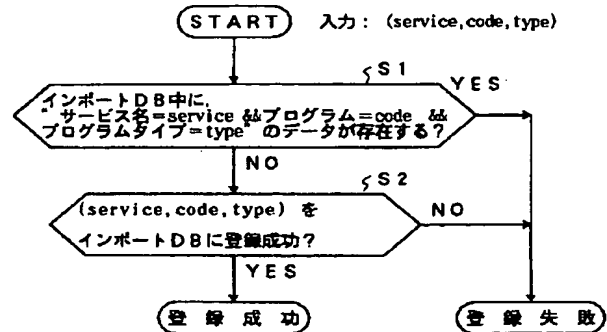 START
入力： (service,code,type)
S1
YES
インポートDB中に,
"サービス名=service &&プログラム=code &&
プログラムタイプ=type" のデータが存在する？
NO
S2
(service,code,type) を
インポートDBに登録成功？
NO
YES
登録成功
登録失敗